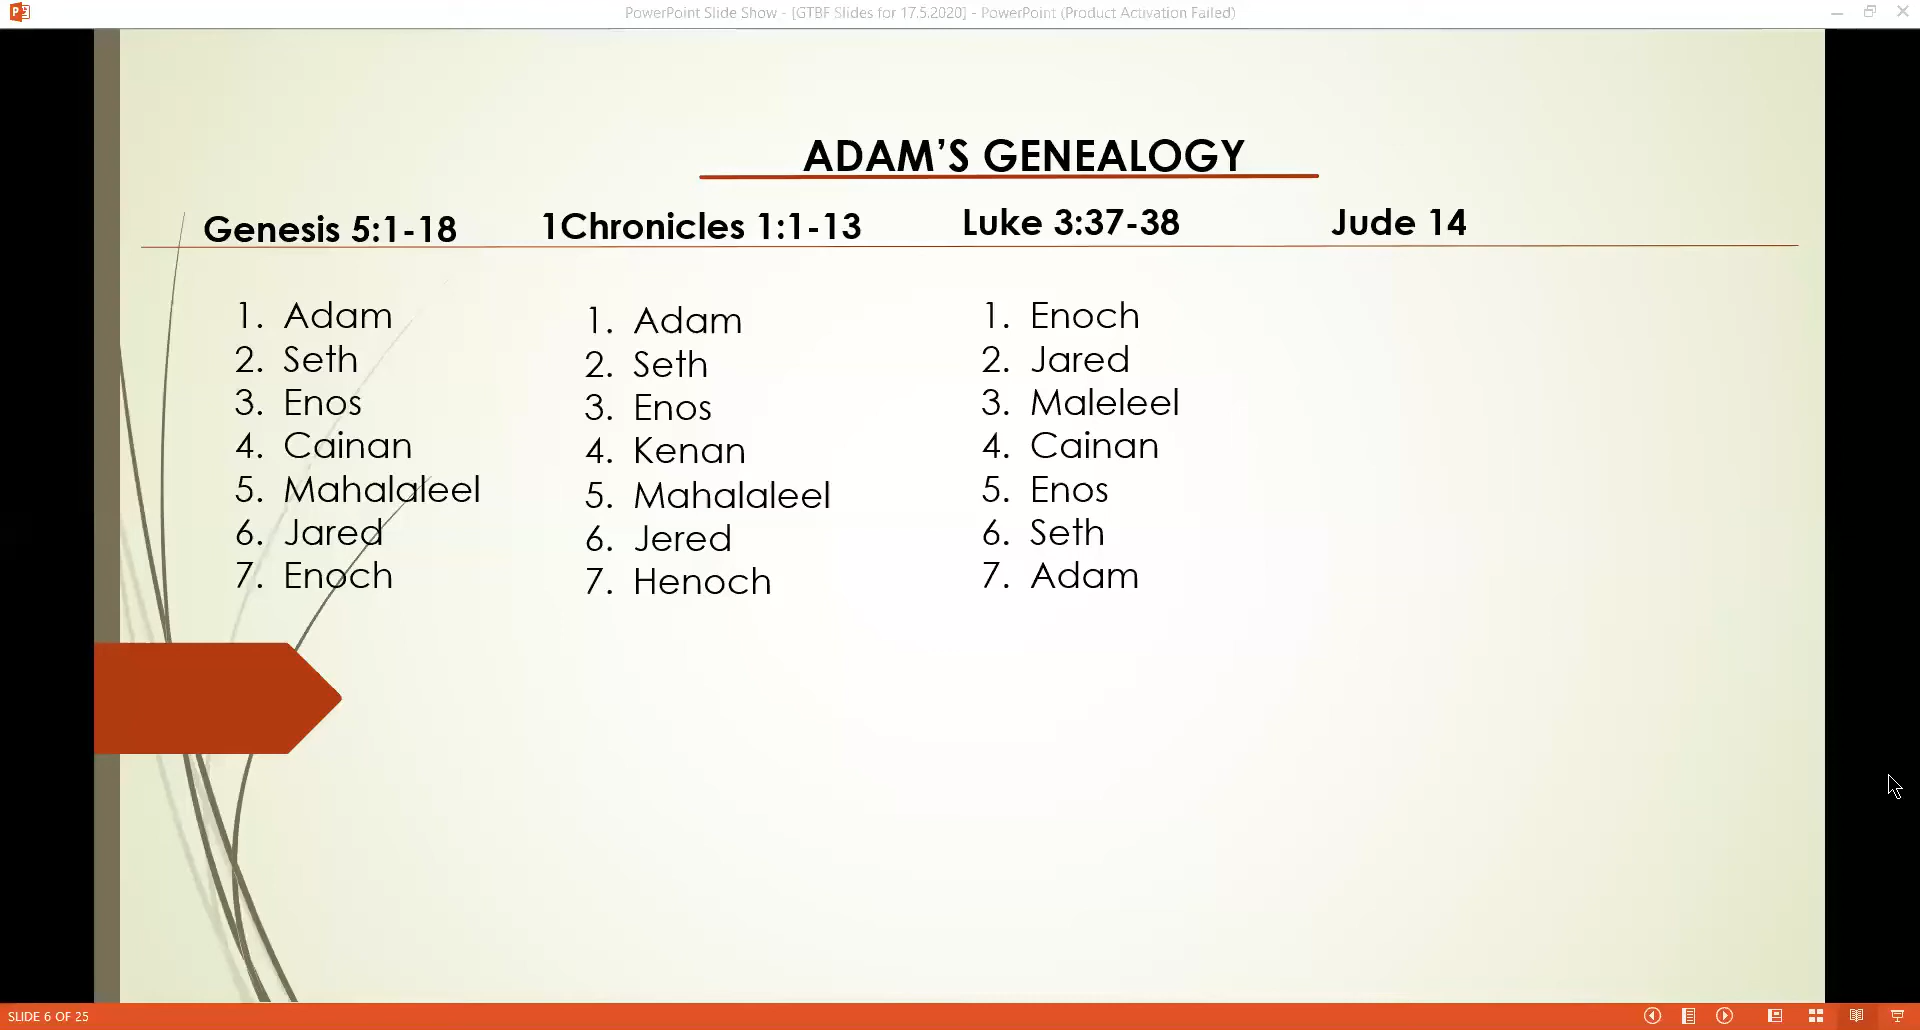 PowerPoint Slide Show - [GTBF Slides for 17.5.2020] - PowerPoint (Product Activation Failed)
ADAM’S GENEALOGY
Genesis 5:1-18
1. Adam
2. Seth
3. Enos
4. Cainan
5. Mahalaleel
6. Jared
7. Enoch
1Chronicles 1:1-13
1. Adam
2. Seth
3. Enos
4. Kenan
5. Mahalaleel
6. Jered
7. Henoch
Luke 3:37-38
1. Enoch
2. Jared
3. Maleleel
4. Cainan
5. Enos
6. Seth
7. Adam
Jude 14
SLIDE 6 OF 25